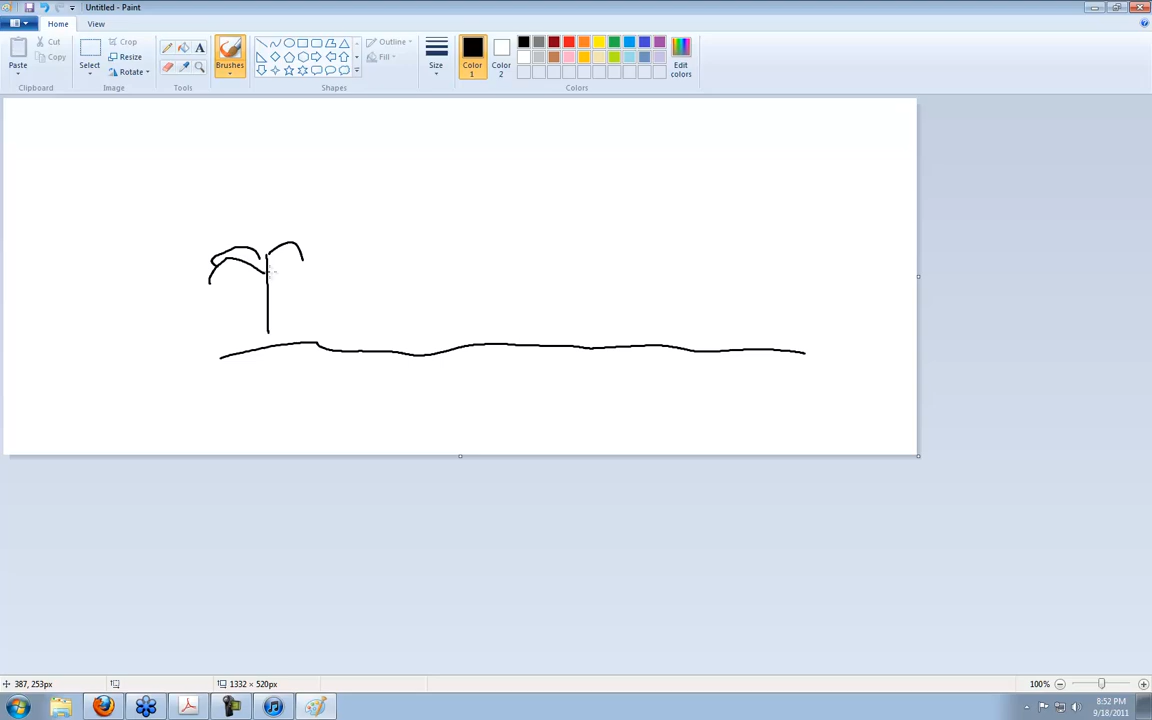 Untitled - Paint
Home View
Paste
Cut
Copy
Clipboard
Select
Crop
Resize
Rotate
Image
A
Tools
Brushes
Shapes
Outline
Fill
Size
Color 1
Color 2
Edit colors
Colors
387, 253px
1332 × 520px
100%
8:52 PM
9/18/2011